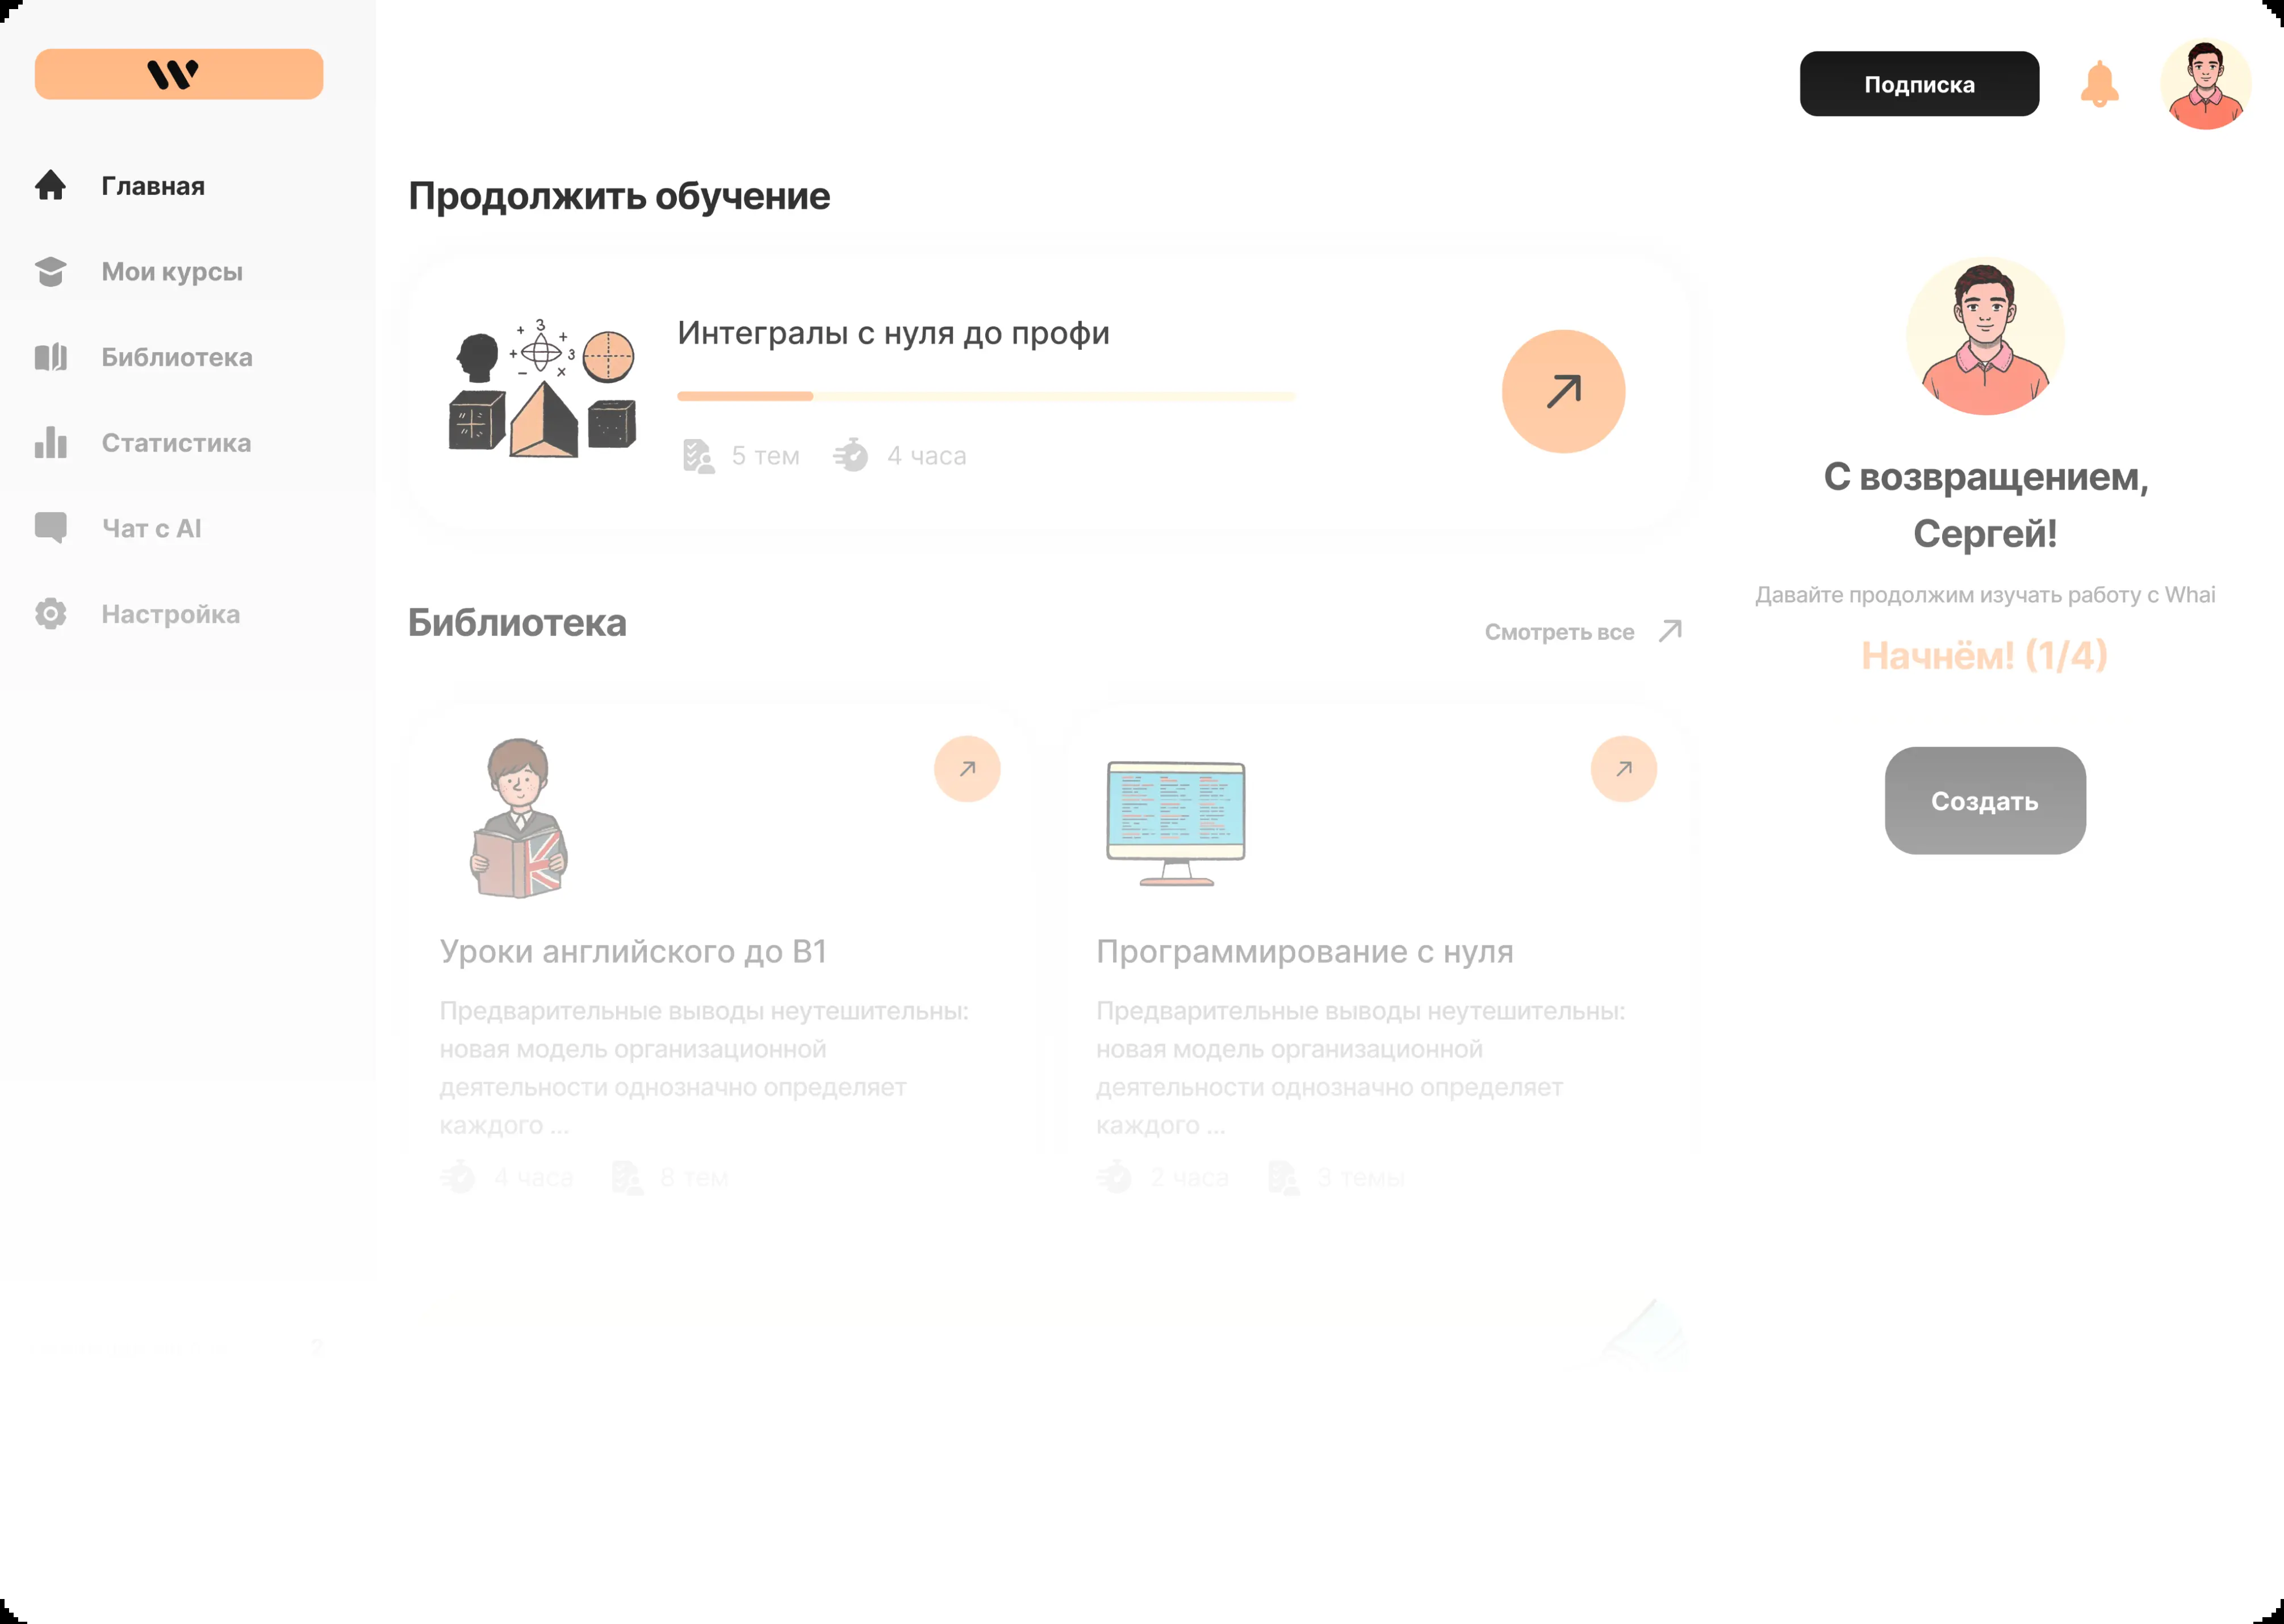 Подписка
Главная
Мои курсы
Библиотека
Статистика
Чат с AI
Настройка
Продолжить обучение
Интегралы с нуля до профи
5 тем
4 часа
Библиотека
Смотреть все
Уроки английского до B1
Предварительные выводы неутешительны:
новая модель организационной
деятельности однозначно определяет
каждого ...
4 часа
8 тем
Программирование с нуля
Предварительные выводы неутешительны:
новая модель организационной
деятельности однозначно определяет
каждого ...
2 часа
3 темы
С возвращением,
Сергей!
Давайте продолжим изучать работу с Whai
Начнём! (1/4)
Создать